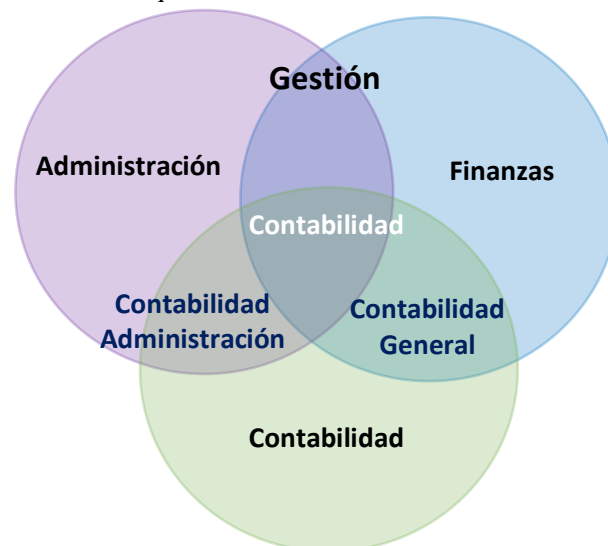 Gestión
Administración
Finanzas
Contabilidad
Contabilidad
Administración
Contabilidad
General
Contabilidad